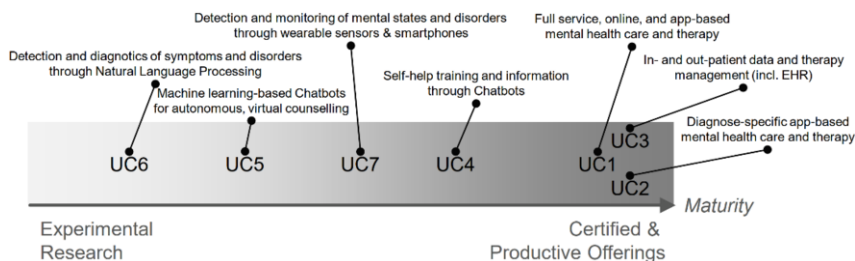 Detection and monitoring of mental states and disorders
through wearable sensors & smartphones
Full service, online, and app-based
mental health care and therapy
Detection and diagnostics of symptoms and disorders
through Natural Language Processing
Machine learning-based Chatbots
for autonomous, virtual counselling
Self-help training and information
through Chatbots
In- and out-patient data and therapy
management (incl. EHR)
Diagnose-specific app-based
mental health care and therapy
UC6
UC5
UC7
UC4
UC1
UC3
UC2
Maturity
Experimental
Research
Certified &
Productive Offerings